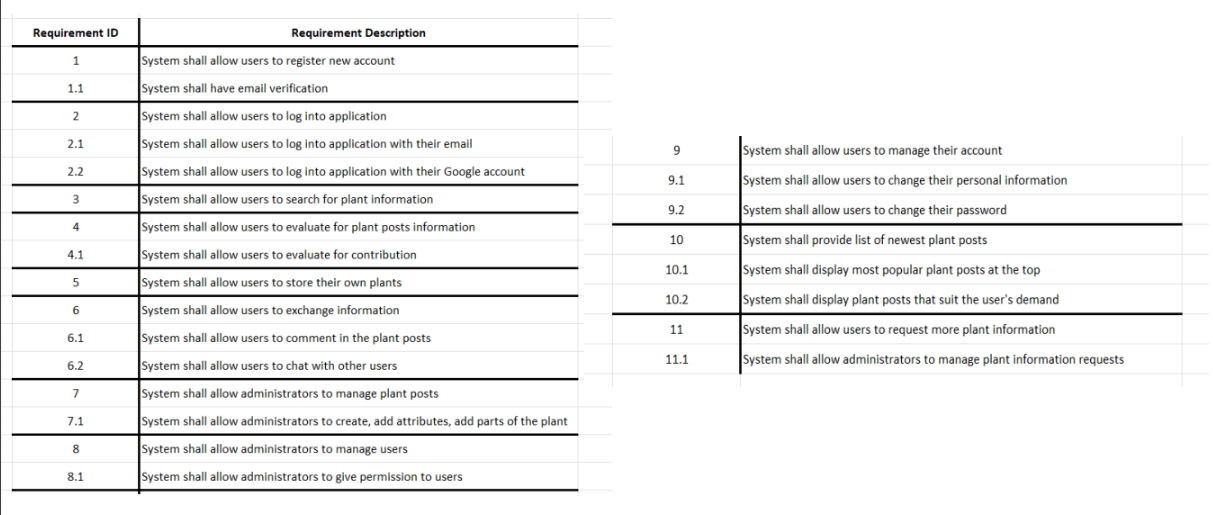 Requirement ID Requirement Description
1 System shall allow users to register new account
1.1 System shall have email verification
2 System shall allow users to log into application
2.1 System shall allow users to log into application with their email
2.2 System shall allow users to log into application with their Google account
3 System shall allow users to search for plant information
4 System shall allow users to evaluate for plant posts information
4.1 System shall allow users to evaluate for contribution
5 System shall allow users to store their own plants
6 System shall allow users to exchange information
6.1 System shall allow users to comment in the plant posts
6.2 System shall allow users to chat with other users
7 System shall allow administrators to manage plant posts
7.1 System shall allow administrators to create, add attributes, add parts of the plant
8 System shall allow administrators to manage users
8.1 System shall allow administrators to give permission to users
9 System shall allow users to manage their account
9.1 System shall allow users to change their personal information
9.2 System shall allow users to change their password
10 System shall provide list of newest plant posts
10.1 System shall display most popular plant posts at the top
10.2 System shall display plant posts that suit the user's demand
11 System shall allow users to request more plant information
11.1 System shall allow administrators to manage plant information requests